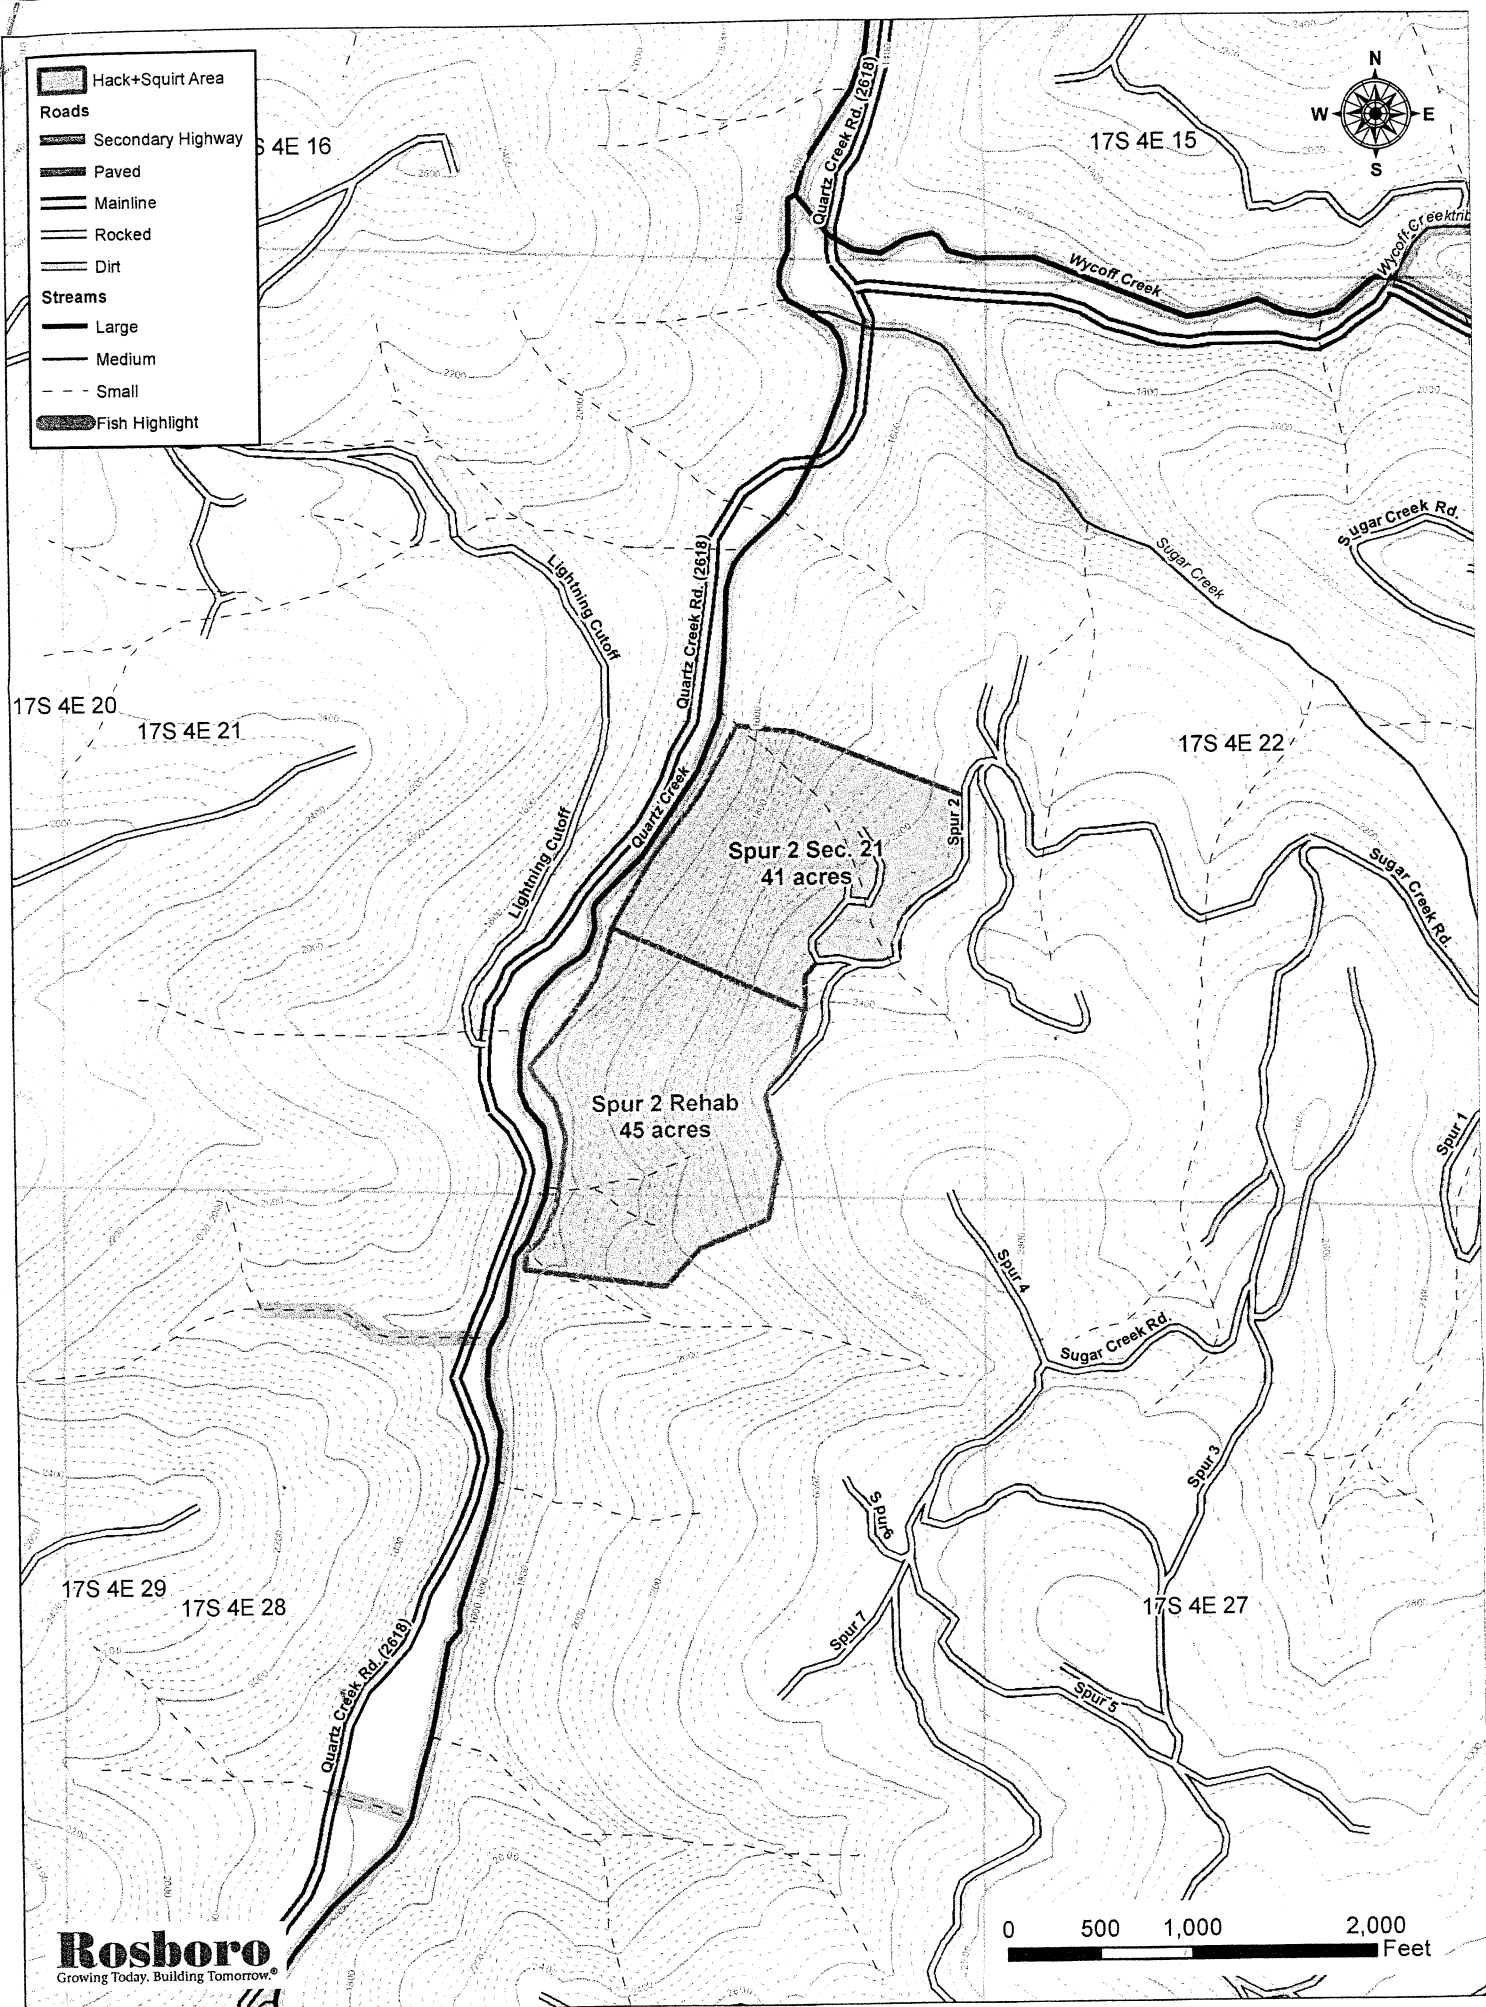 Hack+Squirt Area
Roads
Secondary Highway
Paved
Mainline
Rocked
Dirt
Streams
Large
Medium
Small
Fish Highlight
S 4E 16
17S 4E 15
N
W
E
S
Quartz Creek Rd. (2618)
Wycoff Creek
Wycoff Creektrib
Sugar Creek Rd.
Sugar Creek
Lightning Cutoff
Quartz Creek Rd. (2618)
17S 4E 20
17S 4E 21
17S 4E 22
Quartz Creek
Lightning Cutoff
Spur 2
Spur 2 Sec. 21
41 acres
Sugar Creek Rd.
Spur 2 Rehab
45 acres
Spur 1
Spur 4
Sugar Creek Rd.
Spur 3
Spur 7
Spur 5
17S 4E 29
17S 4E 28
17S 4E 27
Quartz Creek Rd. (2618)
0 500 1,000 2,000
Feet
Rosboro
Growing Today. Building Tomorrow.®